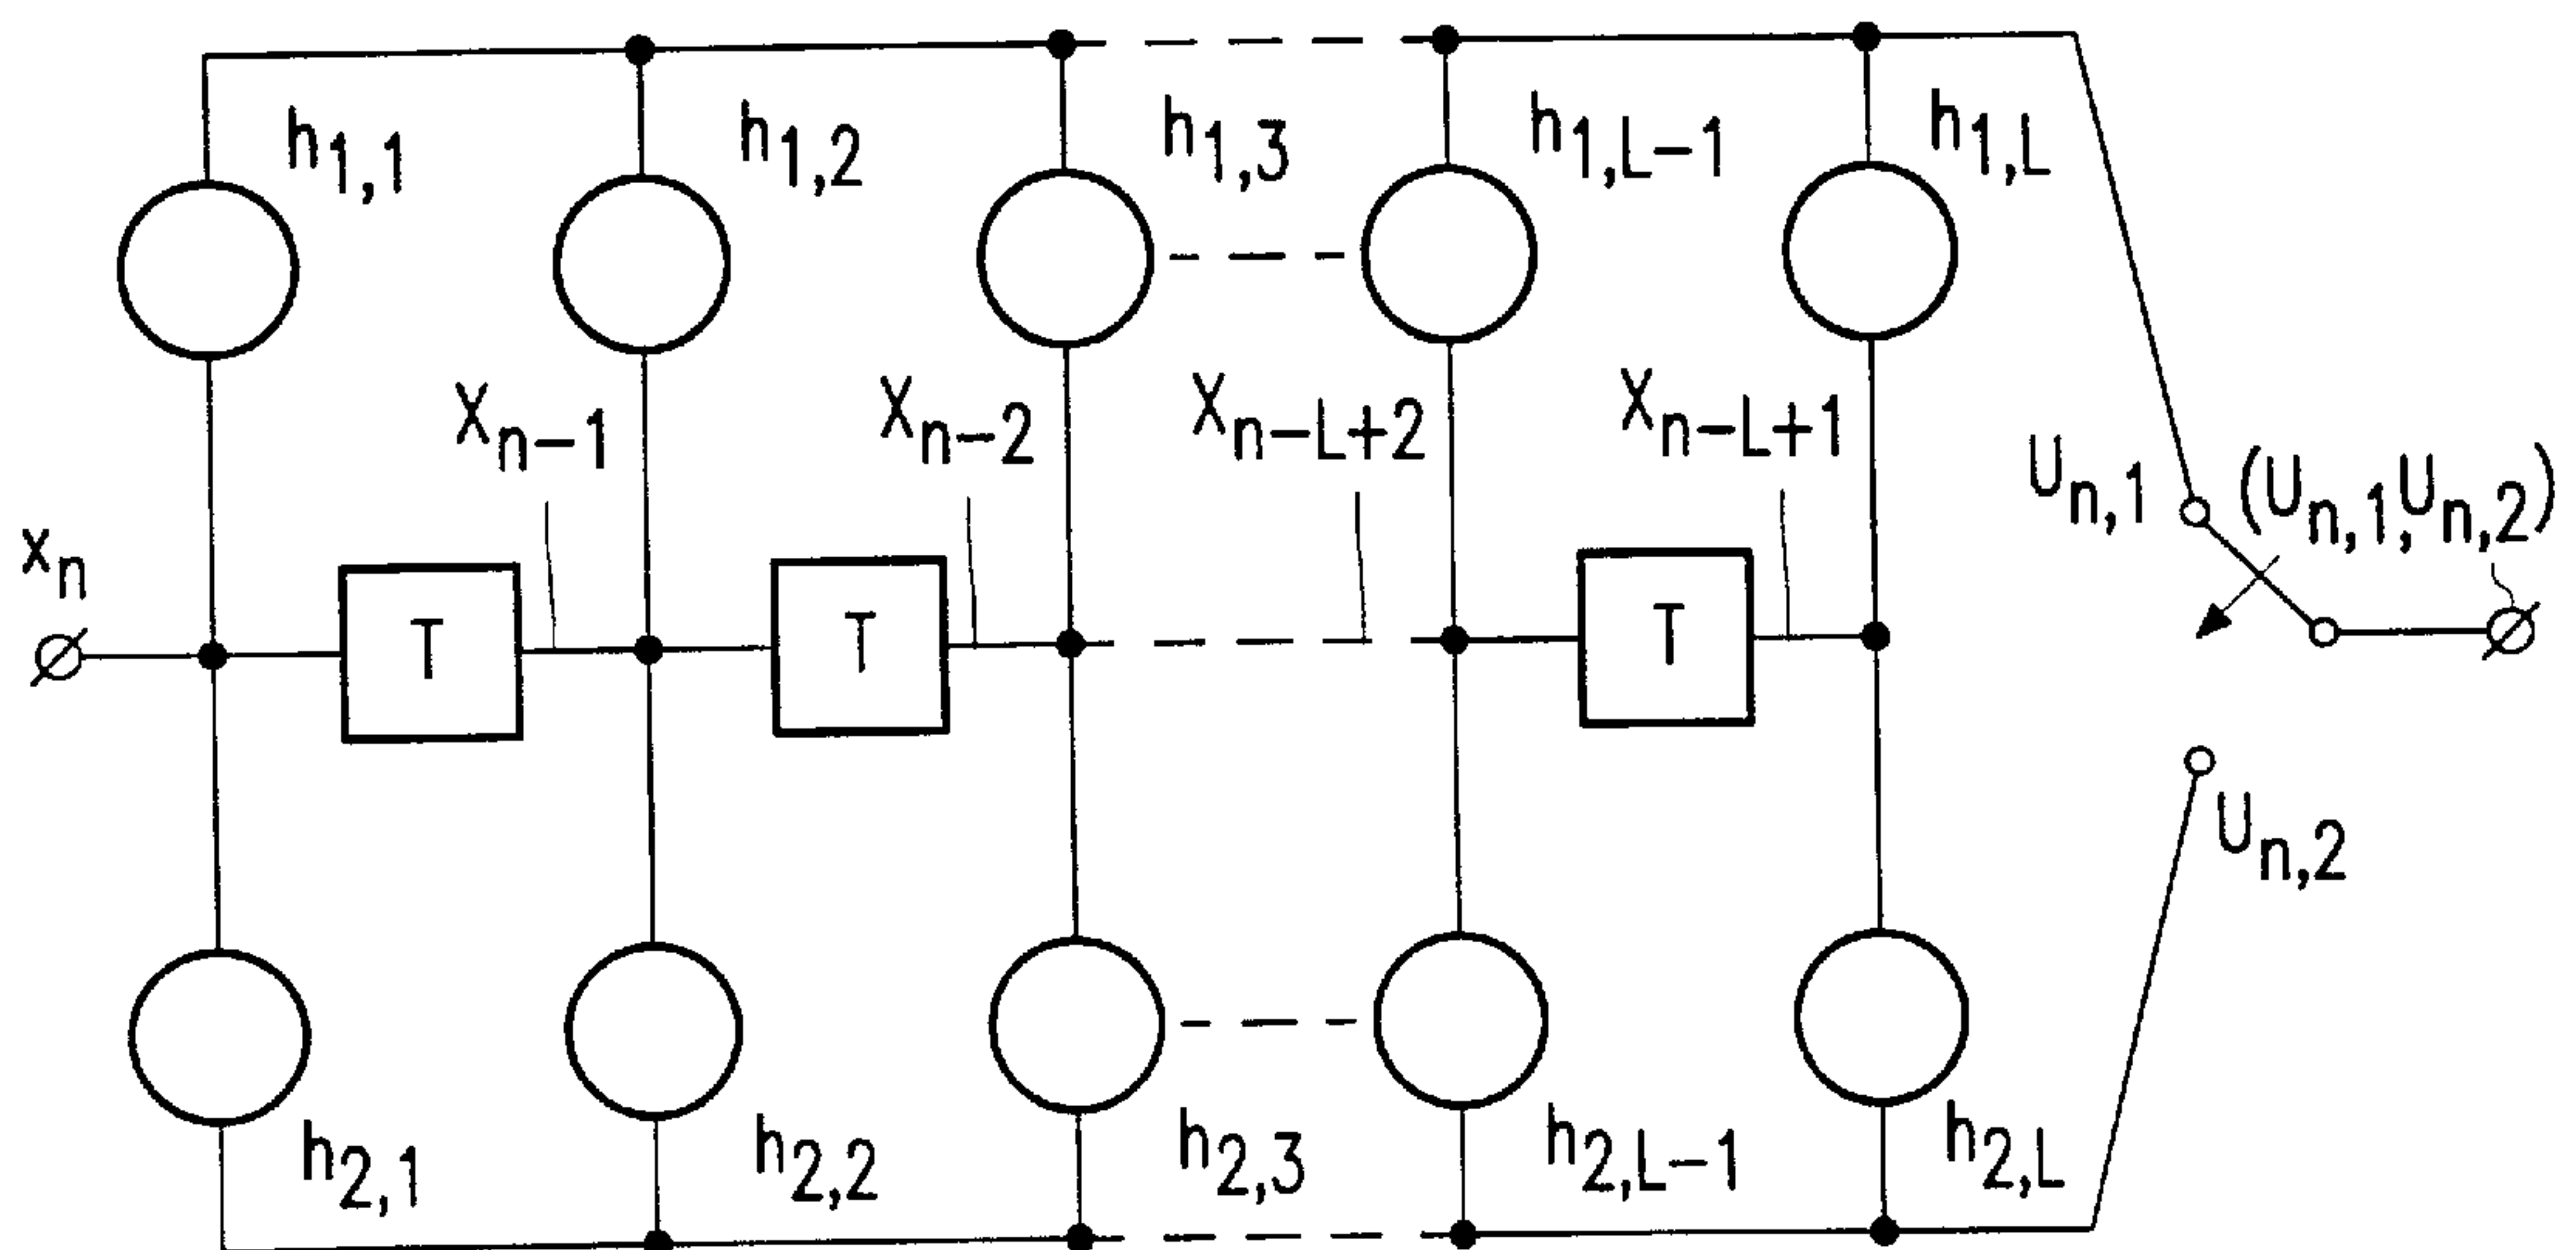 h1,1
h1,2
h1,3
h1,L-1
h1,L
Xn-1
Xn-2
Xn-L+2
Xn-L+1
Un,1
(Un,1,Un,2)
xn
T
T
T
Un,2
h2,1
h2,2
h2,3
h2,L-1
h2,L